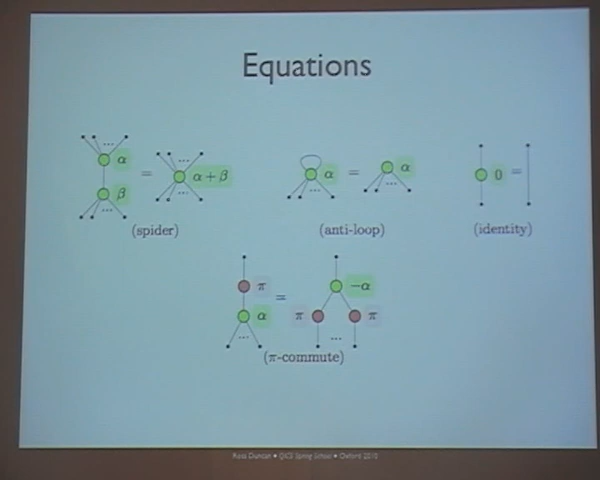 Equations
... α = ... α + β
β ... ...
(spider)
α = α
... ...
(anti-loop)
0 =
(identity)
π = −α
α π π
... ...
(π-commute)
Ross Duncan • QICS Spring School • Oxford 2010